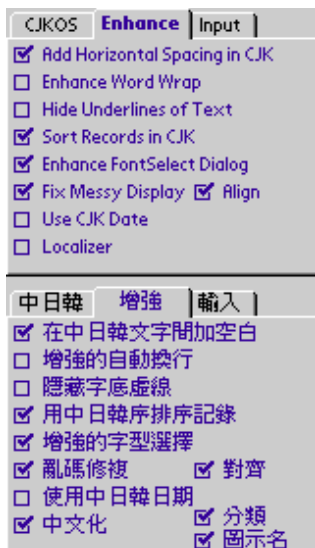 CJKOS Enhance Input
Add Horizontal Spacing in CJK
Enhance Word Wrap
Hide Underlines of Text
Sort Records in CJK
Enhance FontSelect Dialog
Fix Messy Display Align
Use CJK Date
Localizer
中日韓 增強 輸入
在中日韓文字間加空白
增強的自動換行
隱藏字底虛線
用中日韓序排序記錄
增強的字型選擇
亂碼修複 對齊
使用中日韓日期
中文化 分類
圖示名